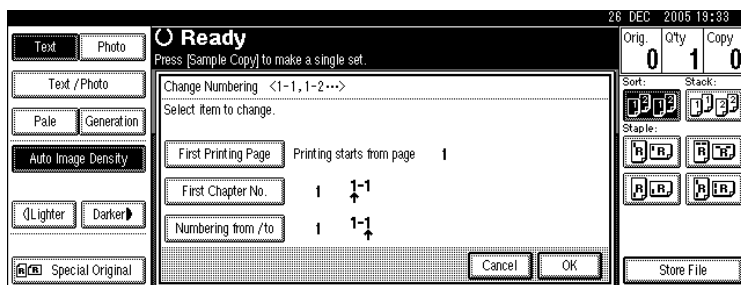 26 DEC 2005 19:33
Text Photo
Text / Photo
Pale Generation
Auto Image Density
Lighter Darker
Special Original
Ready
Press [Sample Copy] to make a single set.
Change Numbering <1-1,1-2···>
Select item to change.
First Printing Page Printing starts from page 1
First Chapter No. 1 1-1
Numbering from /to 1 1-1
Cancel OK
Orig. Q'ty Copy
0 1 0
Sort: Stack:
Staple:
Store File